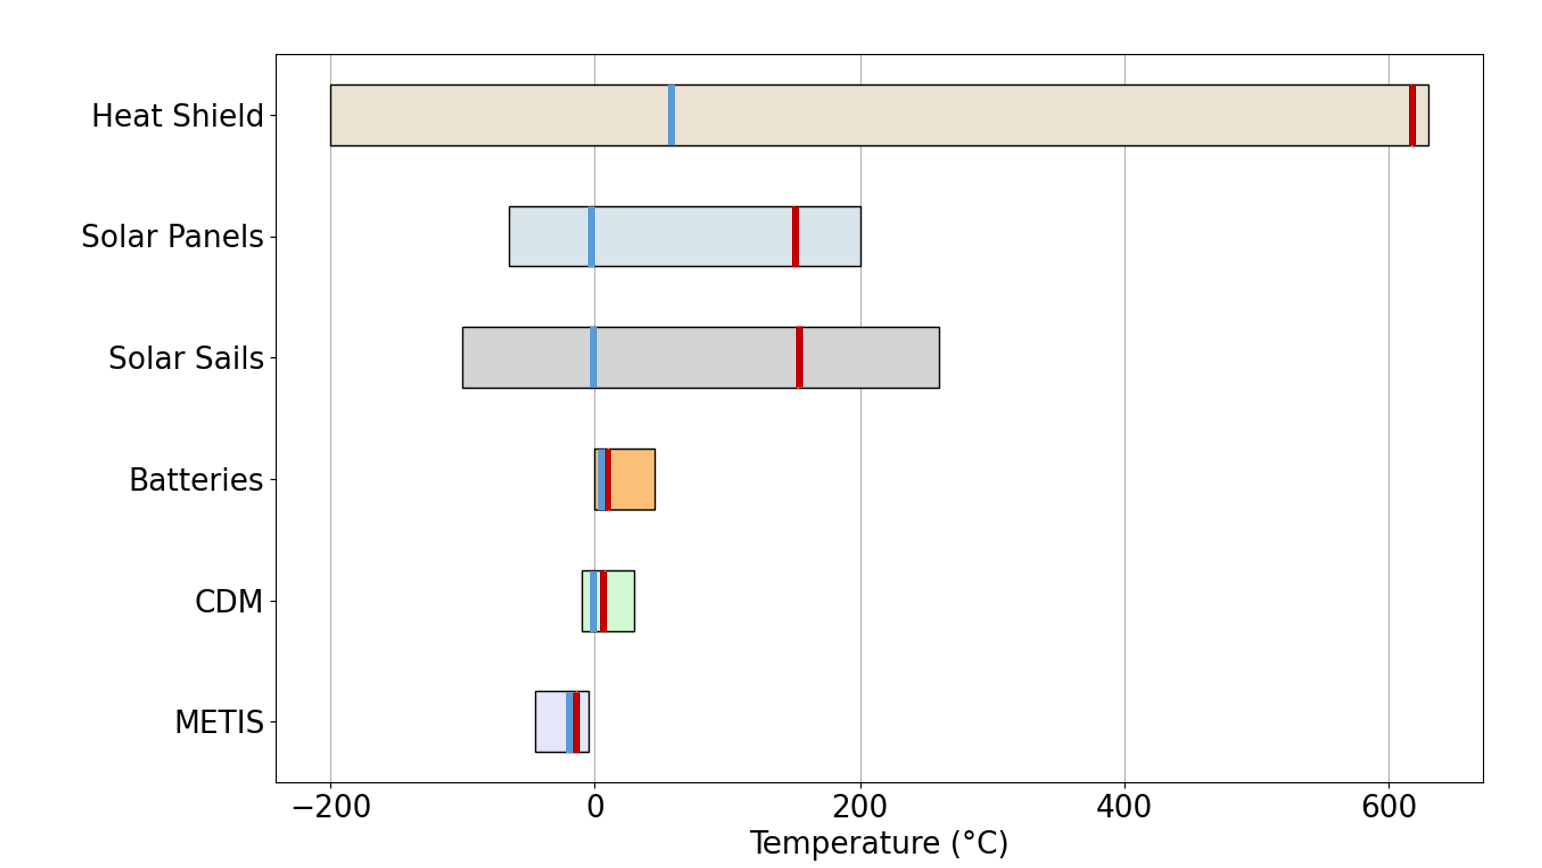 Heat Shield
Solar Panels
Solar Sails
Batteries
CDM
METIS
−200 0 200 400 600
Temperature (°C)